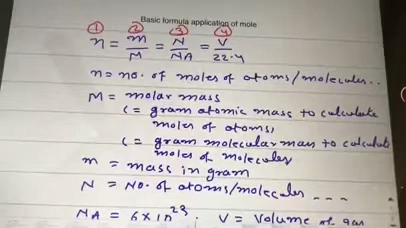 Basic formula application of mole
① ② ③ ④
n = m/M = N/NA = V/22.4
n = no. of moles of atoms/molecules..
M = molar mass
(= gram atomic mass to calculate
moles of atoms,
(= gram molecular mass to calculate
moles of molecules
m = mass in gram
N = No. of atoms/molecules ---
NA = 6×10²³. V = Volume of gas